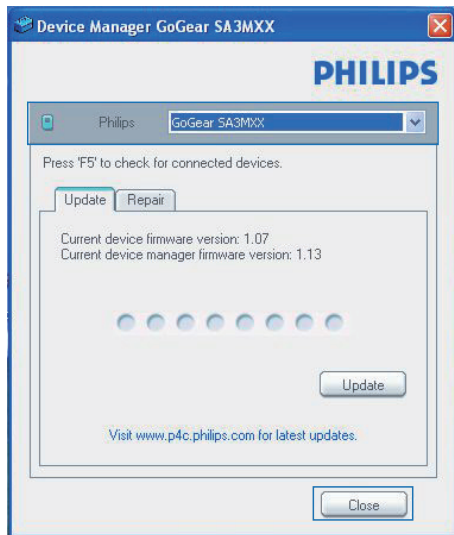 Device Manager GoGear SA3MXX
PHILIPS
Philips GoGear SA3MXX
Press 'F5' to check for connected devices.
Update Repair
Current device firmware version: 1.07
Current device manager firmware version: 1.13
Update
Visit www.p4c.philips.com for latest updates.
Close